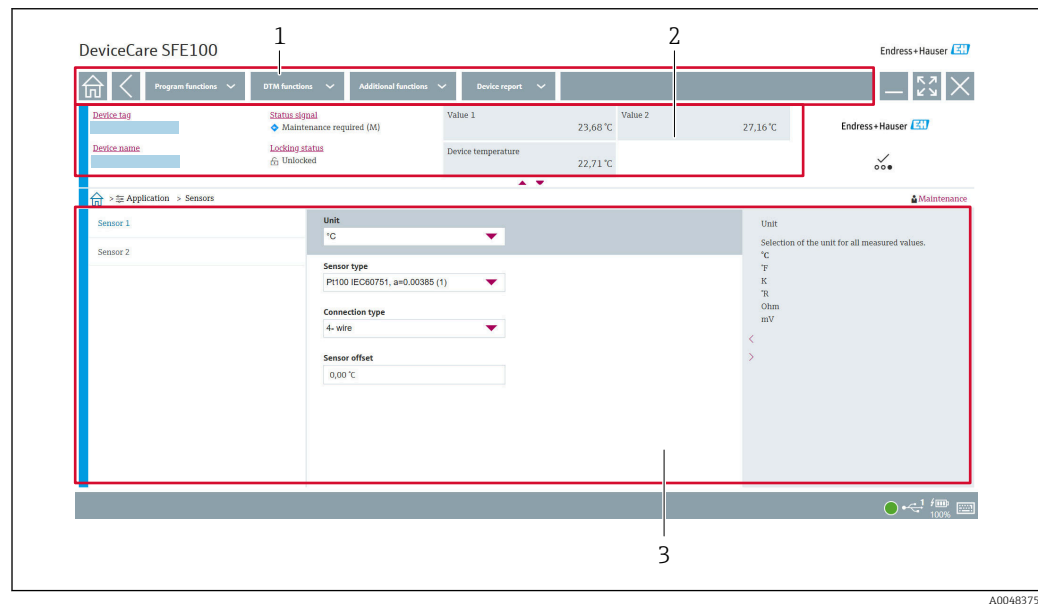 1
2
DeviceCare SFE100
Endress+Hauser EH
Program functions
DTM functions
Additional functions
Device report
Device tag
Status signal
Maintenance required (M)
Value 1
23,68 °C
Value 2
27,16 °C
Endress+Hauser EH
Device name
Locking status
Unlocked
Device temperature
22,71 °C
> Application > Sensors
Maintenance
Sensor 1
Sensor 2
Unit
°C
Sensor type
Pt100 IEC60751, a=0.00385 (1)
Connection type
4- wire
Sensor offset
0,00 °C
Unit
Selection of the unit for all measured values.
°C
°F
K
°R
Ohm
mV
<
>
1
100%
3
A0048375